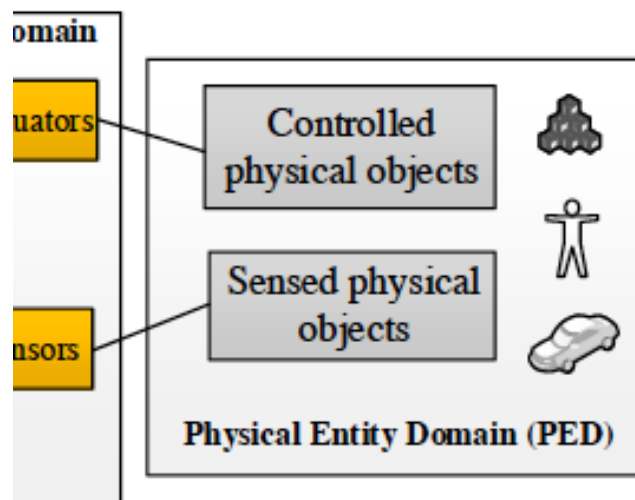 omain
uators
Controlled
physical objects
Sensed physical
objects
nsors
Physical Entity Domain (PED)